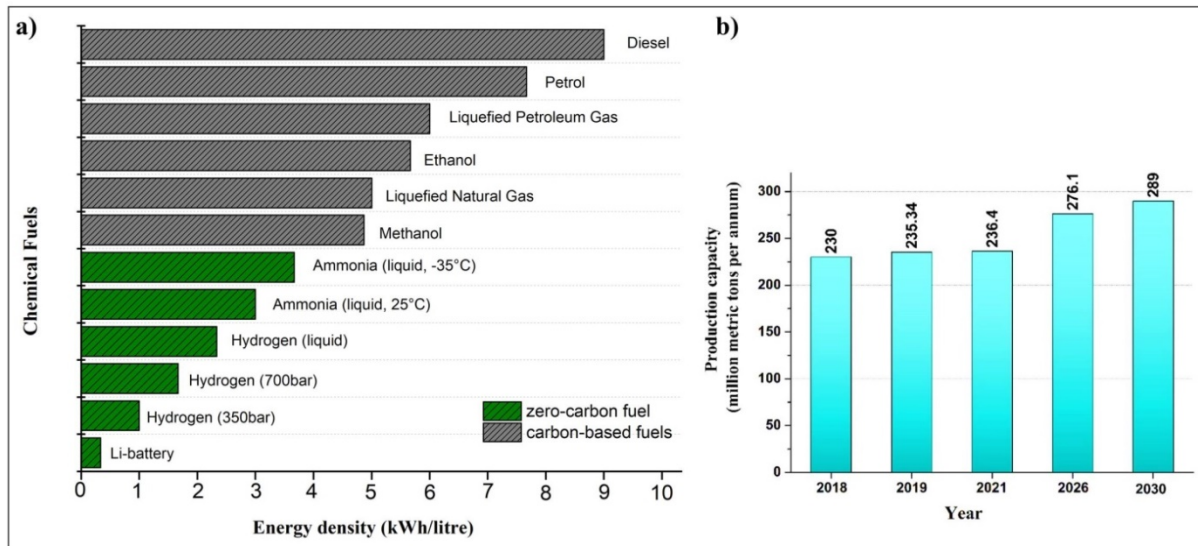 a)
Chemical Fuels
Diesel
Petrol
Liquefied Petroleum Gas
Ethanol
Liquefied Natural Gas
Methanol
Ammonia (liquid, -35°C)
Ammonia (liquid, 25°C)
Hydrogen (liquid)
Hydrogen (700bar)
Hydrogen (350bar)
Li-battery
zero-carbon fuel
carbon-based fuels
0 1 2 3 4 5 6 7 8 9 10
Energy density (kWh/litre)
b)
Production capacity
(million metric tons per annum)
300
250
200
150
100
50
0
230
235.34
236.4
276.1
289
2018 2019 2021 2026 2030
Year